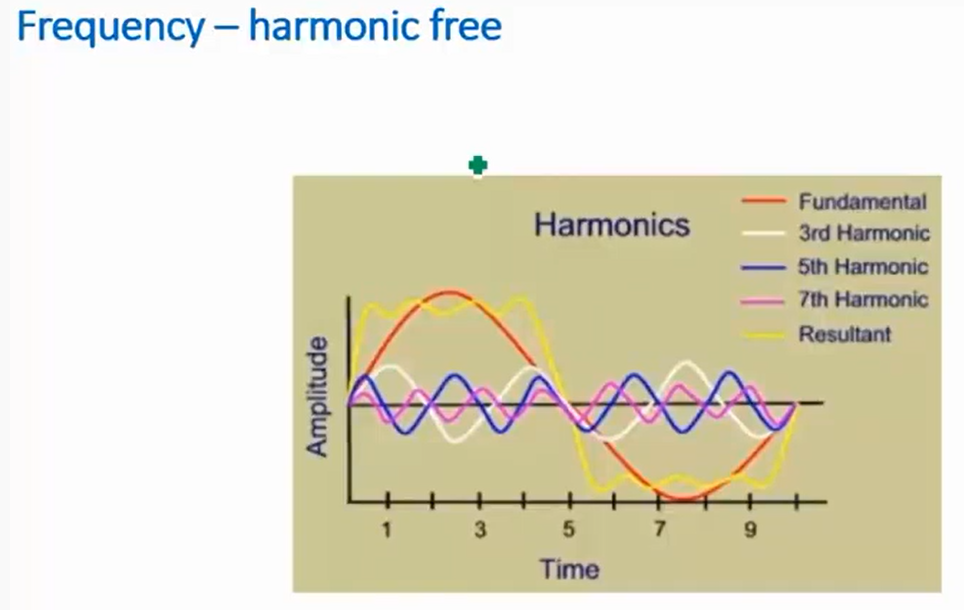 Frequency – harmonic free
Harmonics
Fundamental
3rd Harmonic
5th Harmonic
7th Harmonic
Resultant
Amplitude
1 3 5 7 9
Time